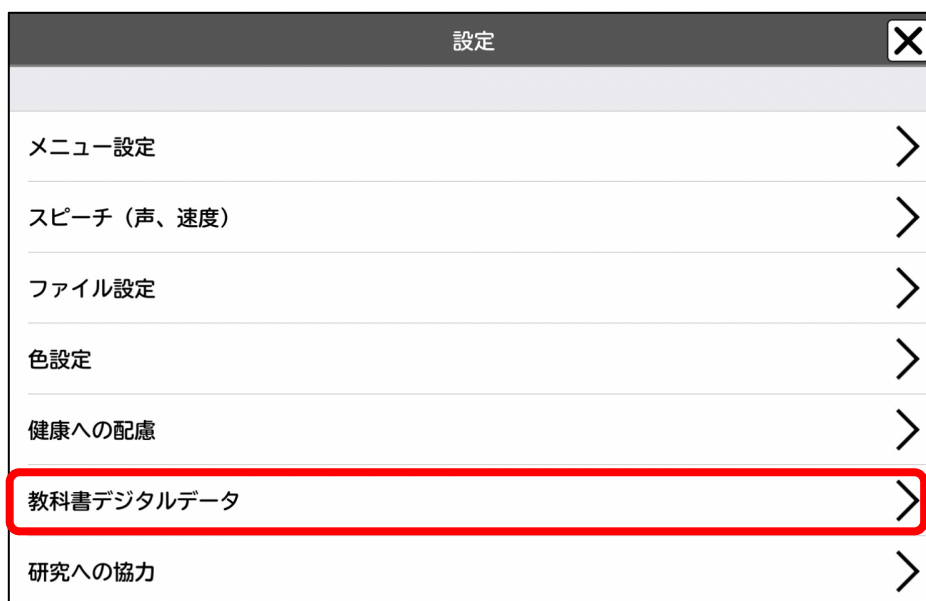 設定
メニュー設定
スピーチ（声、速度）
ファイル設定
色設定
健康への配慮
教科書デジタルデータ
研究への協力